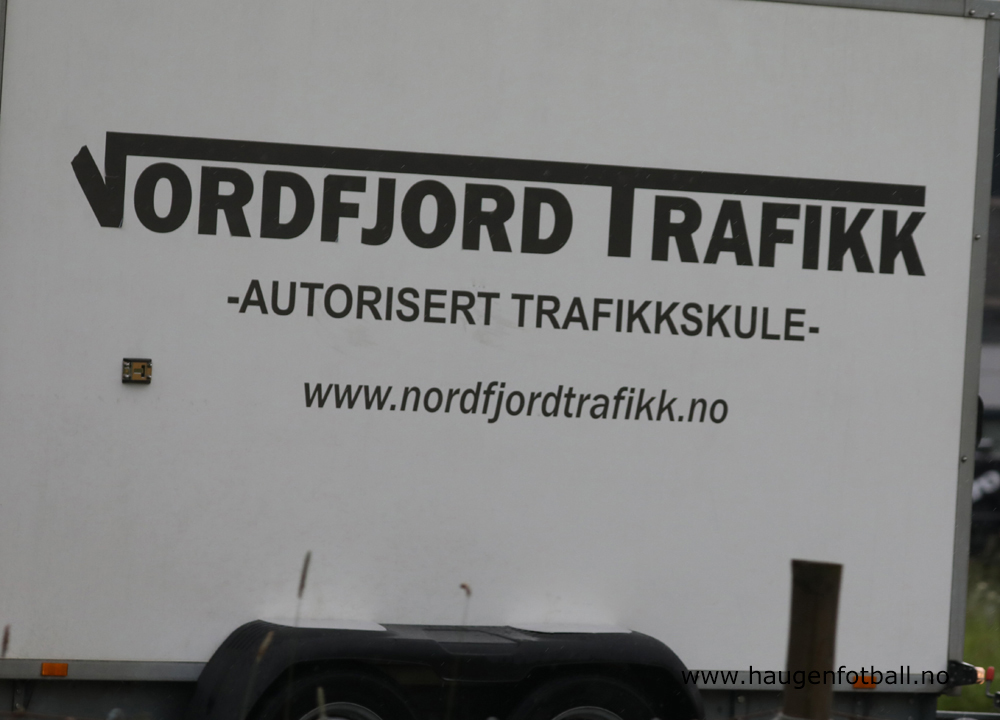 NORDFJORD TRAFIKK
-AUTORISERT TRAFIKKSKULE-
www.nordfjordtrafikk.no
www.haugenfotball.no